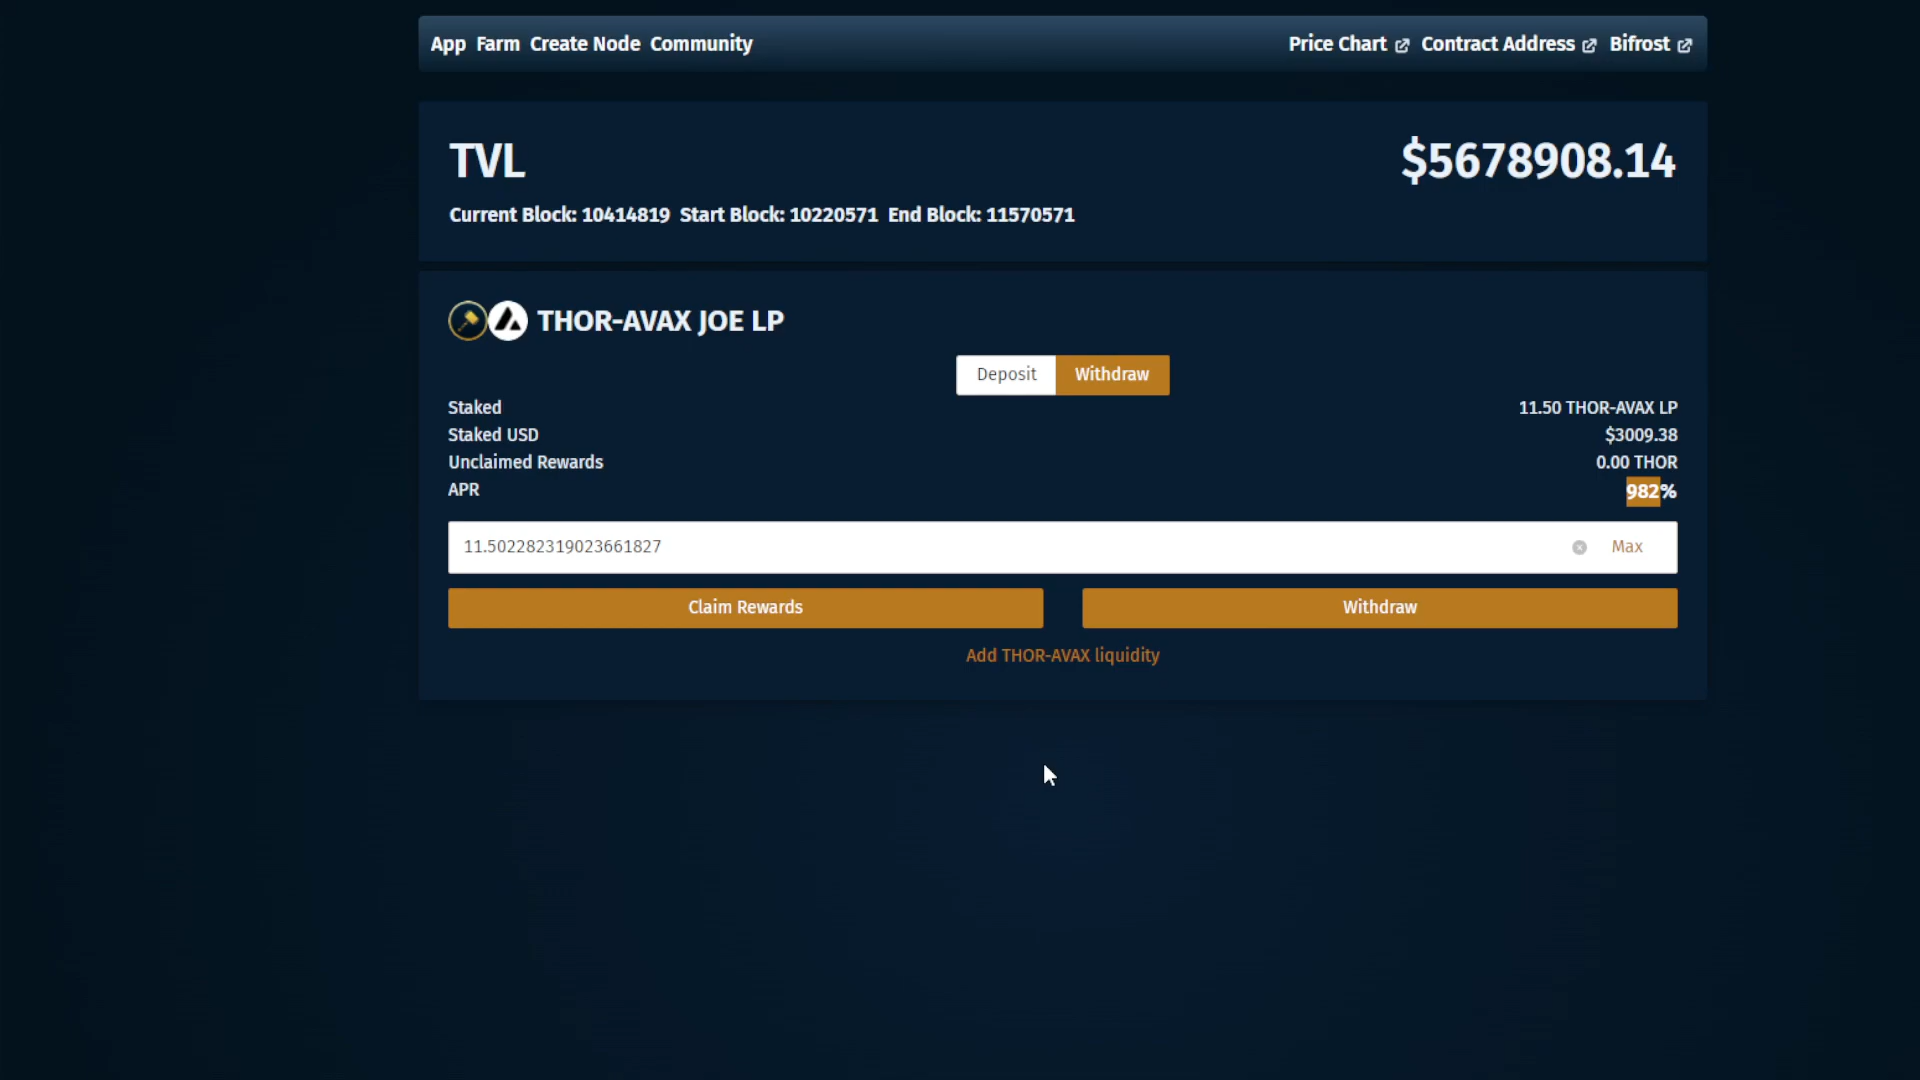 App Farm Create Node Community Price Chart Contract Address Bifrost
TVL $5678908.14
Current Block: 10414819 Start Block: 10220571 End Block: 11570571
THOR-AVAX JOE LP
Deposit Withdraw
Staked 11.50 THOR-AVAX LP
Staked USD $3009.38
Unclaimed Rewards 0.00 THOR
APR 982%
11.502282319023661827 Max
Claim Rewards Withdraw
Add THOR-AVAX liquidity